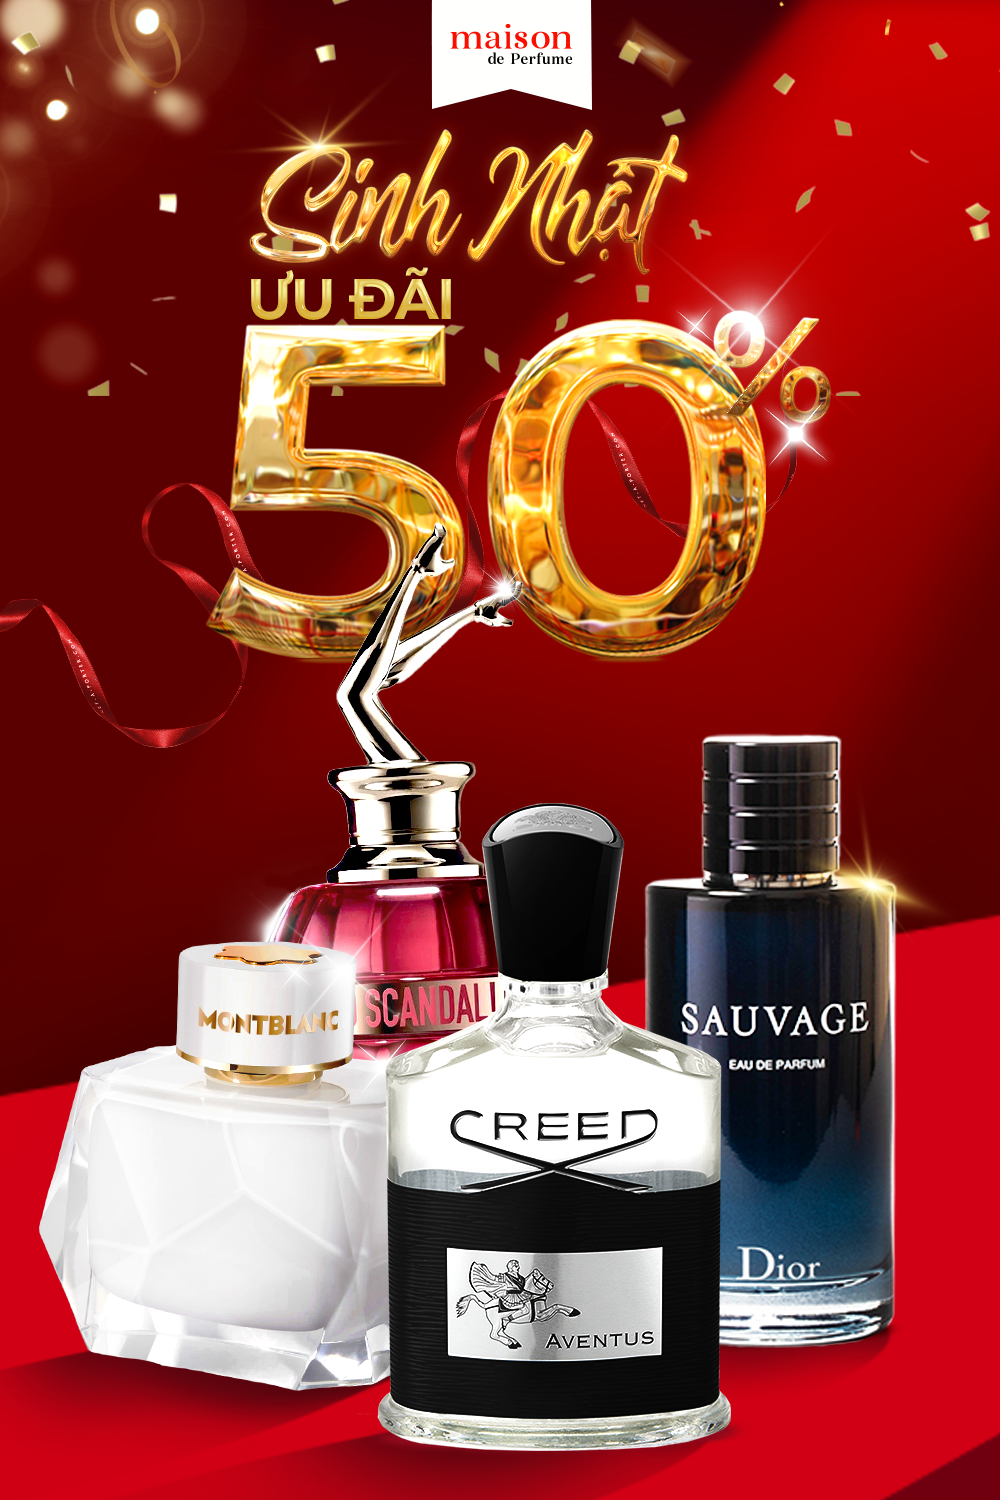 maison
de Perfume
Sinh Nhật
ƯU ĐÃI
50%
SCANDAL
MONTBLANC
SAUVAGE
EAU DE PARFUM
CREED
AVENTUS
Dior